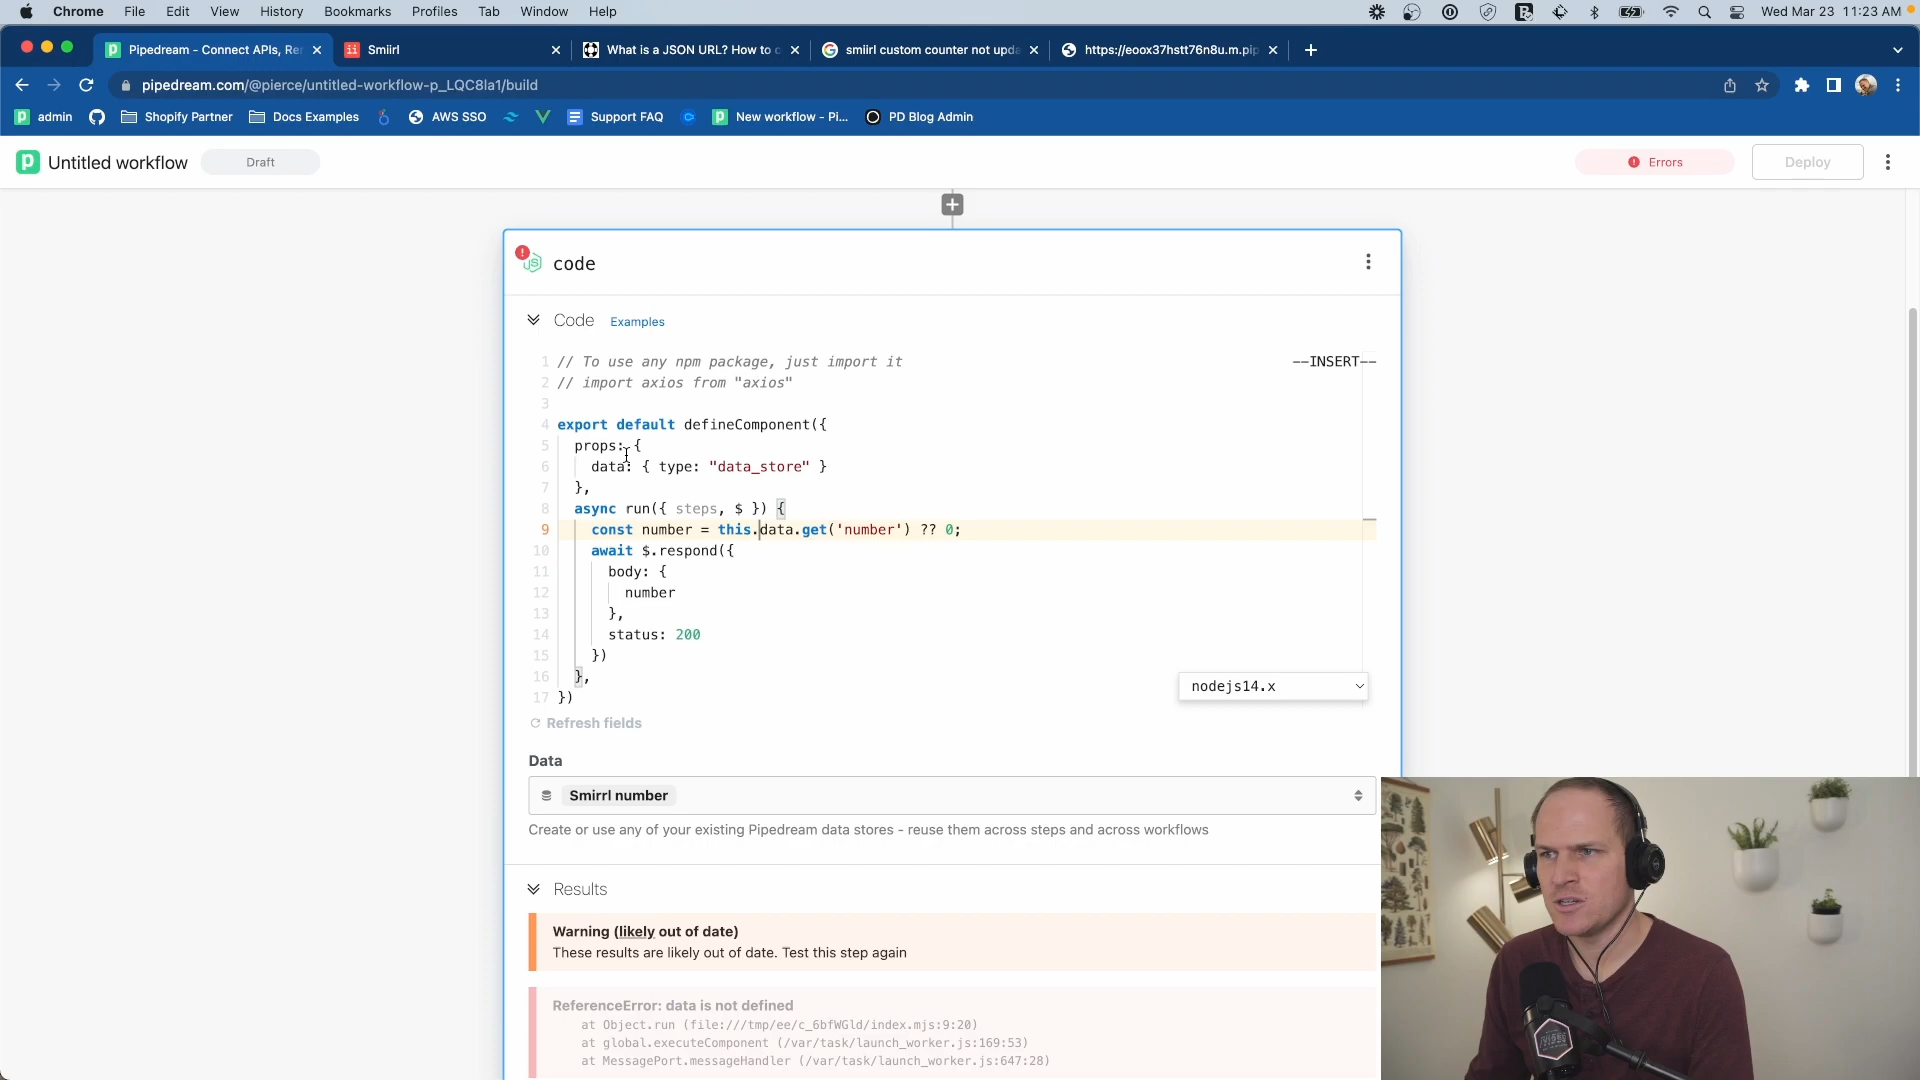 Chrome File Edit View History Bookmarks Profiles Tab Window Help Wed Mar 23 11:23 AM
Pipedream - Connect APIs, Re
Smiirl
What is a JSON URL? How to c
smiirl custom counter not upda
https://eoox37hstt76n8u.m.pip
pipedream.com/@pierce/untitled-workflow-p_LQC8la1/build
admin Shopify Partner Docs Examples AWS SSO Support FAQ New workflow - Pi... PD Blog Admin
Untitled workflow Draft Errors Deploy
code
Code Examples
1 // To use any npm package, just import it
--INSERT--
2 // import axios from "axios"
3
4 export default defineComponent({
5 props: {
6 data: { type: "data_store" }
7 },
8 async run({ steps, $ }) {
9 const number = this.data.get('number') ?? 0;
10 await $.respond({
11 body: {
12 number
13 },
14 status: 200
15 })
16 },
17 })
nodejs14.x
Refresh fields
Data
Smirrl number
Create or use any of your existing Pipedream data stores - reuse them across steps and across workflows
Results
Warning (likely out of date)
These results are likely out of date. Test this step again
ReferenceError: data is not defined
at Object.run (file:///tmp/ee/c_6bfWGld/index.mjs:9:20)
at global.executeComponent (/var/task/launch_worker.js:169:53)
at MessagePort.messageHandler (/var/task/launch_worker.js:647:28)